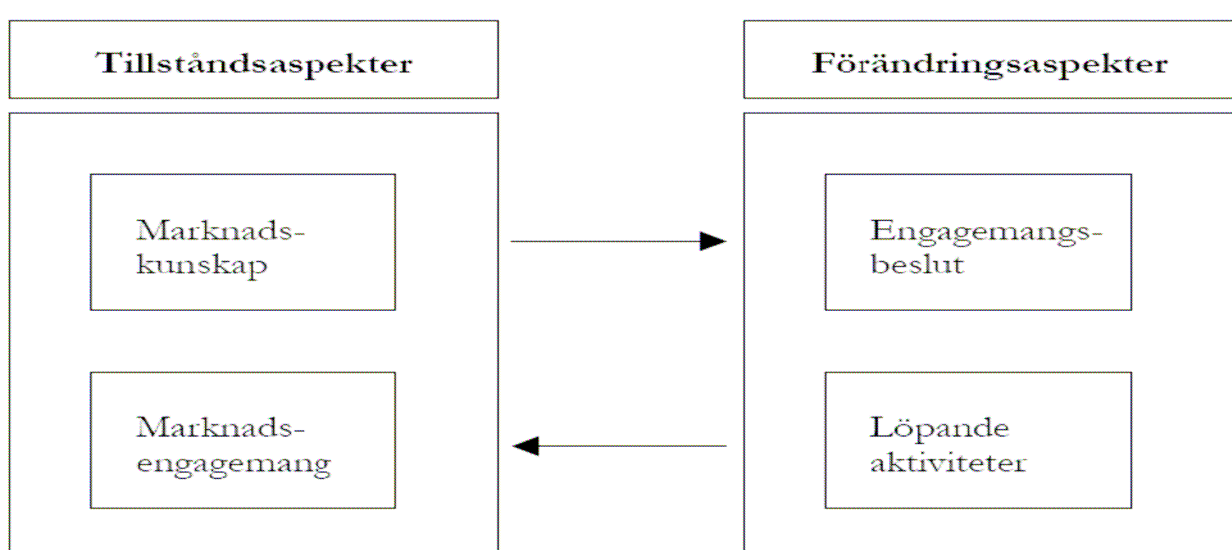 Tillståndsaspekter
Förändringsaspekter
Marknads-
kunskap
Engagemangs-
beslut
Marknads-
engagemang
Löpande
aktiviteter